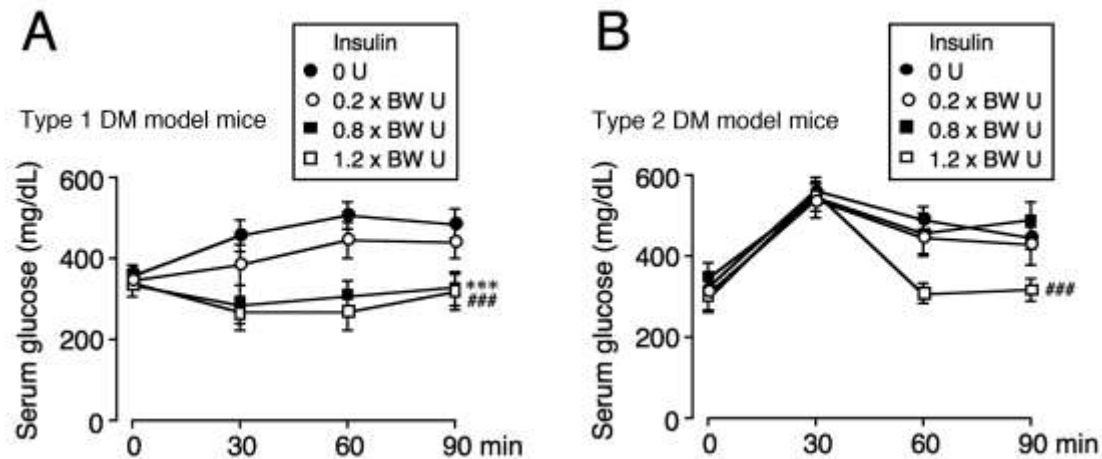 A
Insulin
0 U
0.2 x BW U
0.8 x BW U
1.2 x BW U
Type 1 DM model mice
Serum glucose (mg/dL)
600
400
200
0
***
###
0 30 60 90 min
B
Insulin
0 U
0.2 x BW U
0.8 x BW U
1.2 x BW U
Type 2 DM model mice
Serum glucose (mg/dL)
600
400
200
0
###
0 30 60 90 min